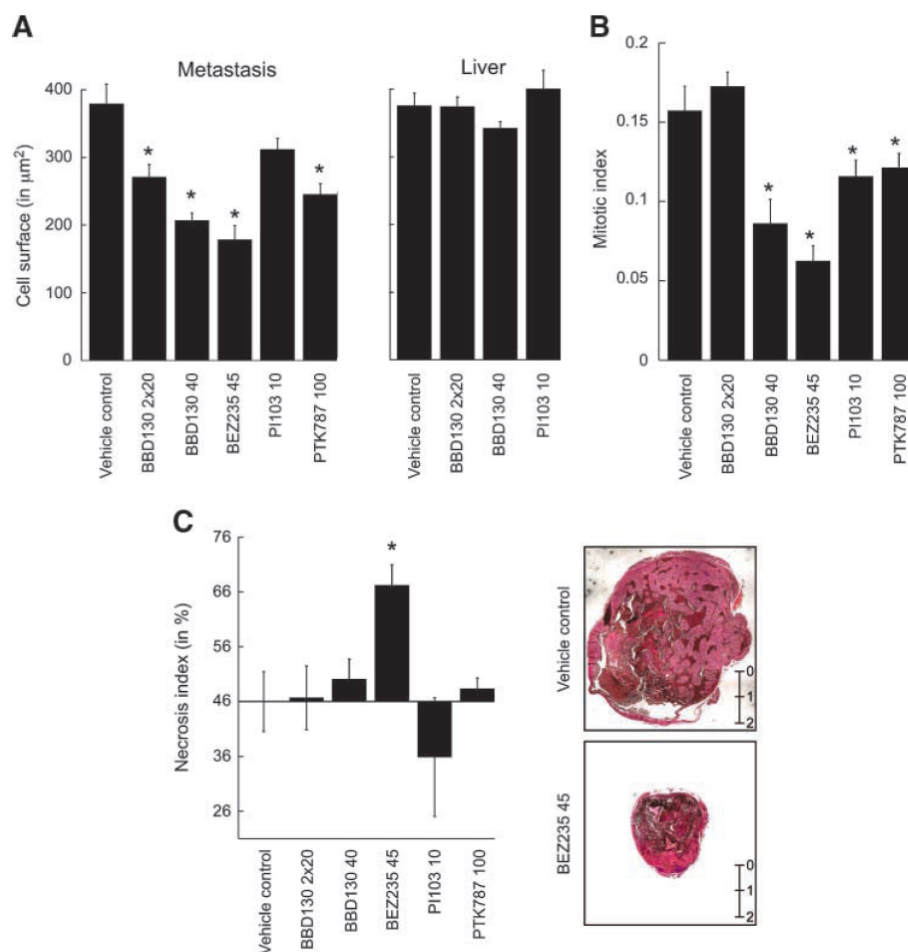 A
Metastasis
Liver
Cell surface (in μm²)
400
300
200
100
0
Vehicle control
BBD130 2x20
BBD130 40
BEZ235 45
PI103 10
PTK787 100
Vehicle control
BBD130 2x20
BBD130 40
PI103 10
B
Mitotic index
0.2
0.15
0.1
0.05
0
Vehicle control
BBD130 2x20
BBD130 40
BEZ235 45
PI103 10
PTK787 100
* * * *
* * * *
C
Necrosis index (in %)
76
66
56
46
36
26
*
Vehicle control
BBD130 2x20
BBD130 40
BEZ235 45
PI103 10
PTK787 100
Vehicle control
0
1
2
BEZ235 45
0
1
2